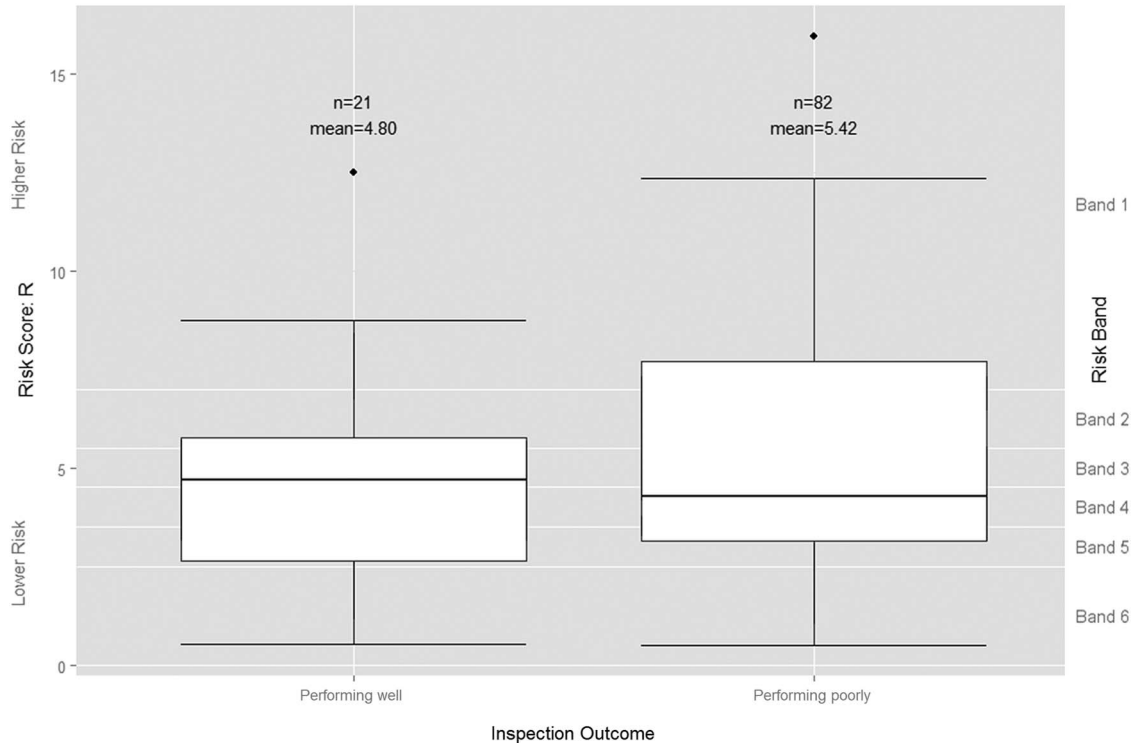 15
10
5
0
Higher Risk
Risk Score: R
Lower Risk
n=21
mean=4.80
n=82
mean=5.42
Band 1
Band 2
Band 3
Band 4
Band 5
Band 6
Risk Band
Performing well
Performing poorly
Inspection Outcome